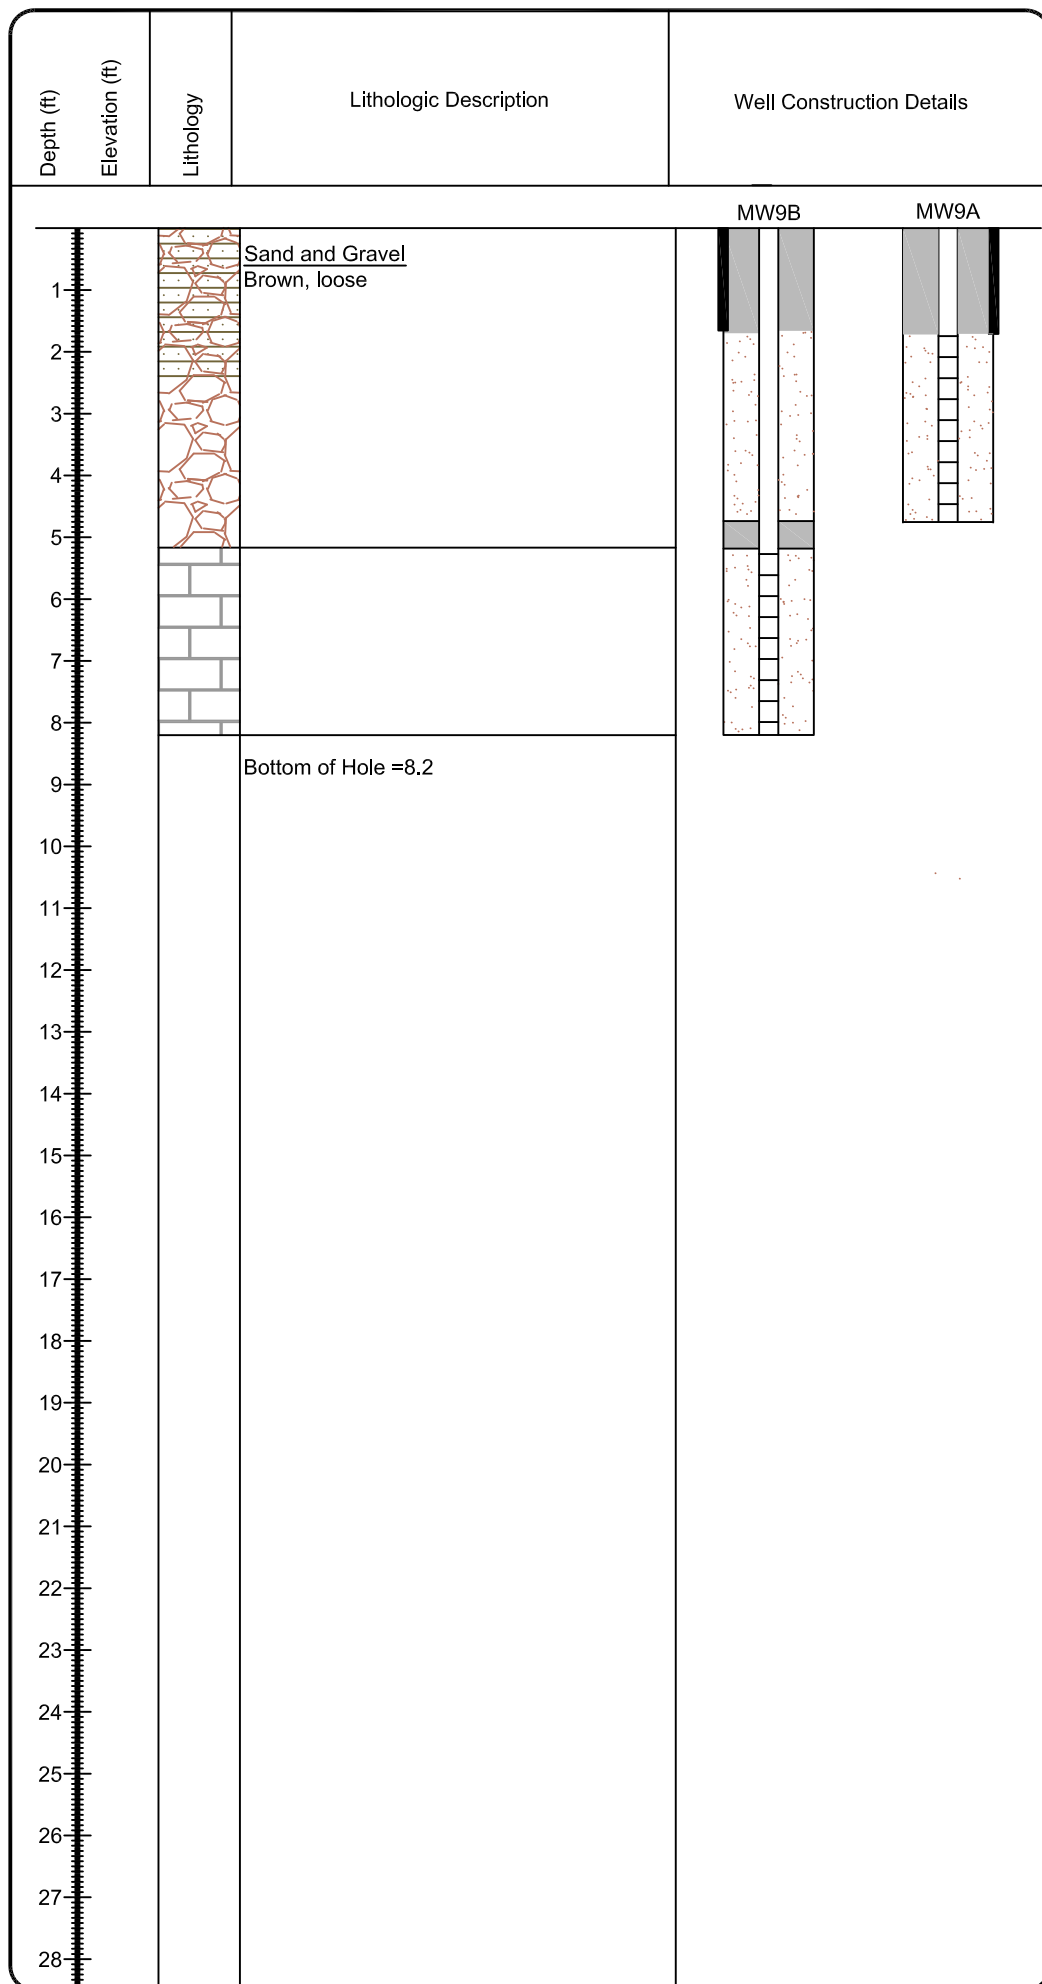 Depth (ft)
Elevation (ft)
Lithology
Lithologic Description
Well Construction Details
MW9B
MW9A
Sand and Gravel
Brown, loose
1
2
3
4
5
6
7
8
Bottom of Hole =8.2
9
10
11
12
13
14
15
16
17
18
19
20
21
22
23
24
25
26
27
28